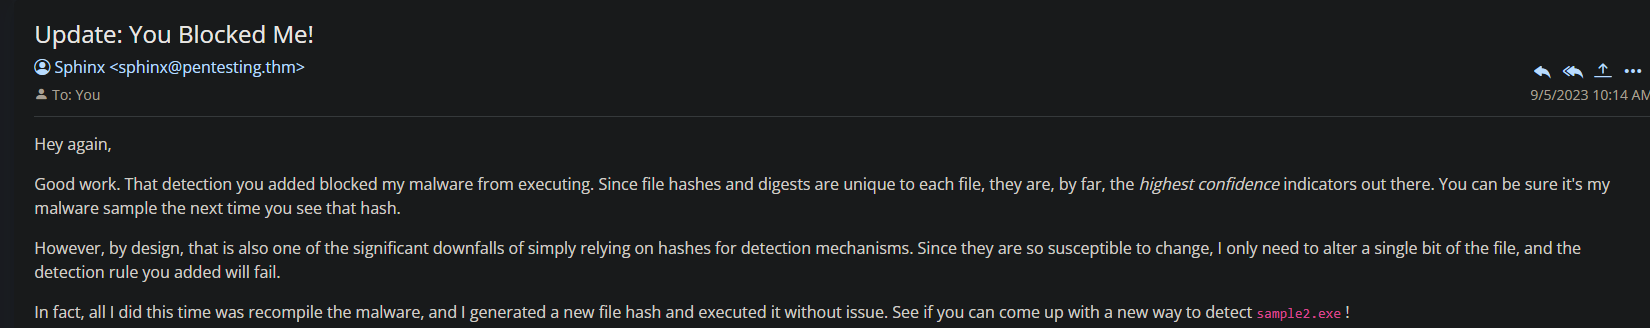 Update: You Blocked Me!
Sphinx <sphinx@pentesting.thm>
To: You
9/5/2023 10:14 AM
Hey again,
Good work. That detection you added blocked my malware from executing. Since file hashes and digests are unique to each file, they are, by far, the highest confidence indicators out there. You can be sure it's my
malware sample the next time you see that hash.
However, by design, that is also one of the significant downfalls of simply relying on hashes for detection mechanisms. Since they are so susceptible to change, I only need to alter a single bit of the file, and the
detection rule you added will fail.
In fact, all I did this time was recompile the malware, and I generated a new file hash and executed it without issue. See if you can come up with a new way to detect sample2.exe !